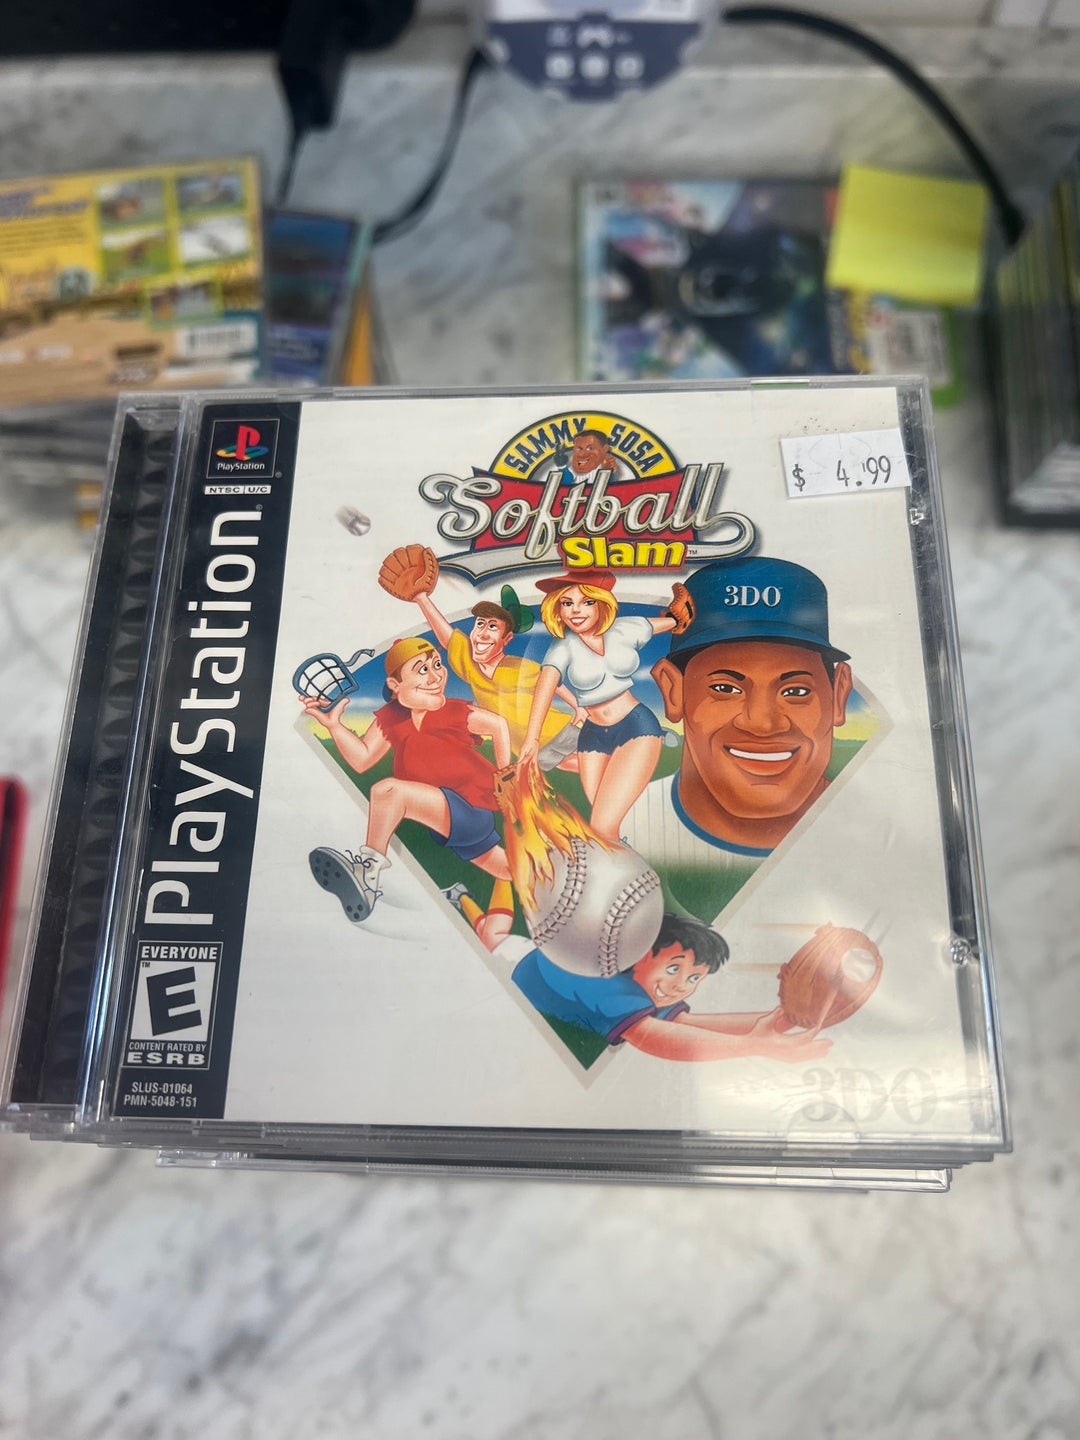 PlayStation
NTSC U/C
PlayStation
SAMMY SOSA
Softball
Slam™
$ 4.99
3DO
EVERYONE
E
CONTENT RATED BY
ESRB
SLUS-01064
PMN-5048-151
3DO